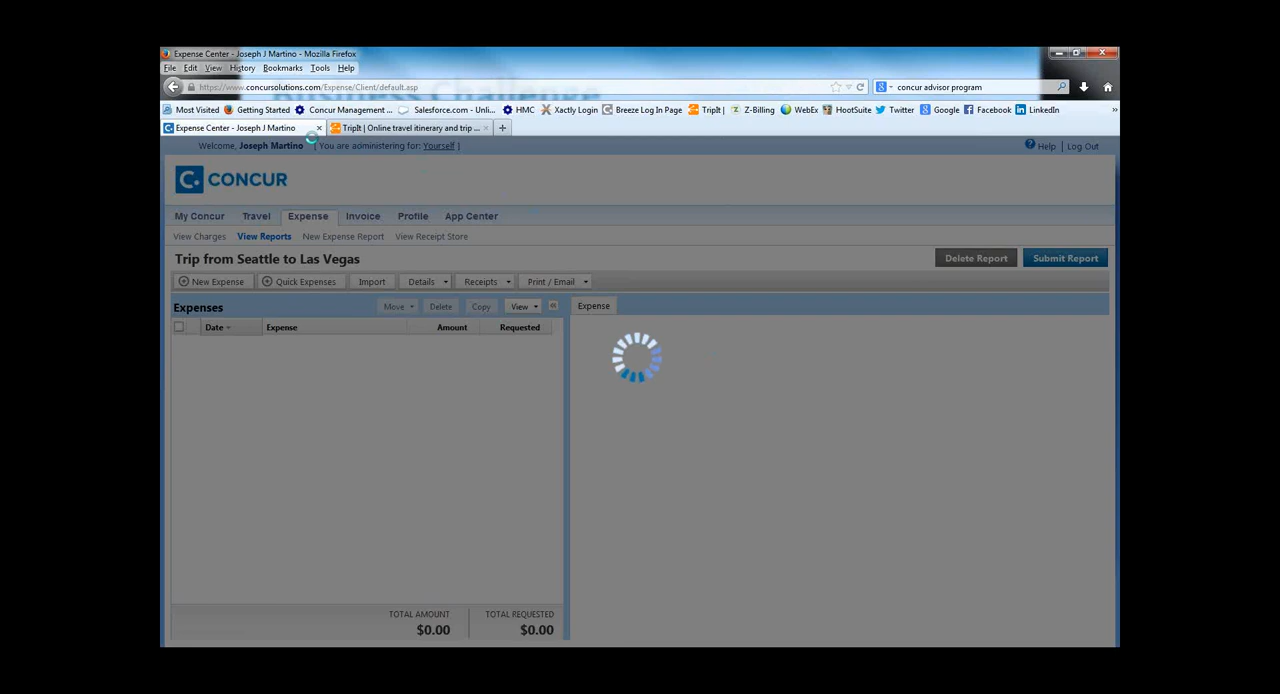 Expense Center - Joseph J Martino - Mozilla Firefox
File Edit View History Bookmarks Tools Help
https://www.concursolutions.com/Expense/Client/default.asp concur advisor program
Most Visited Getting Started Concur Management ... Salesforce.com - Unli... HMC Xactly Login Breeze Log In Page TripIt | Z-Billing WebEx HootSuite Twitter Google Facebook LinkedIn »
Expense Center - Joseph J Martino × TripIt | Online travel itinerary and trip ... × +
Welcome, Joseph Martino [ You are administering for: Yourself ] Help | Log Out
C. CONCUR
My Concur Travel Expense Invoice Profile App Center
View Charges View Reports New Expense Report View Receipt Store
Trip from Seattle to Las Vegas Delete Report Submit Report
New Expense Quick Expenses Import Details Receipts Print / Email
Expenses Move Delete Copy View « Expense
Date Expense Amount Requested
TOTAL AMOUNT TOTAL REQUESTED
$0.00 $0.00